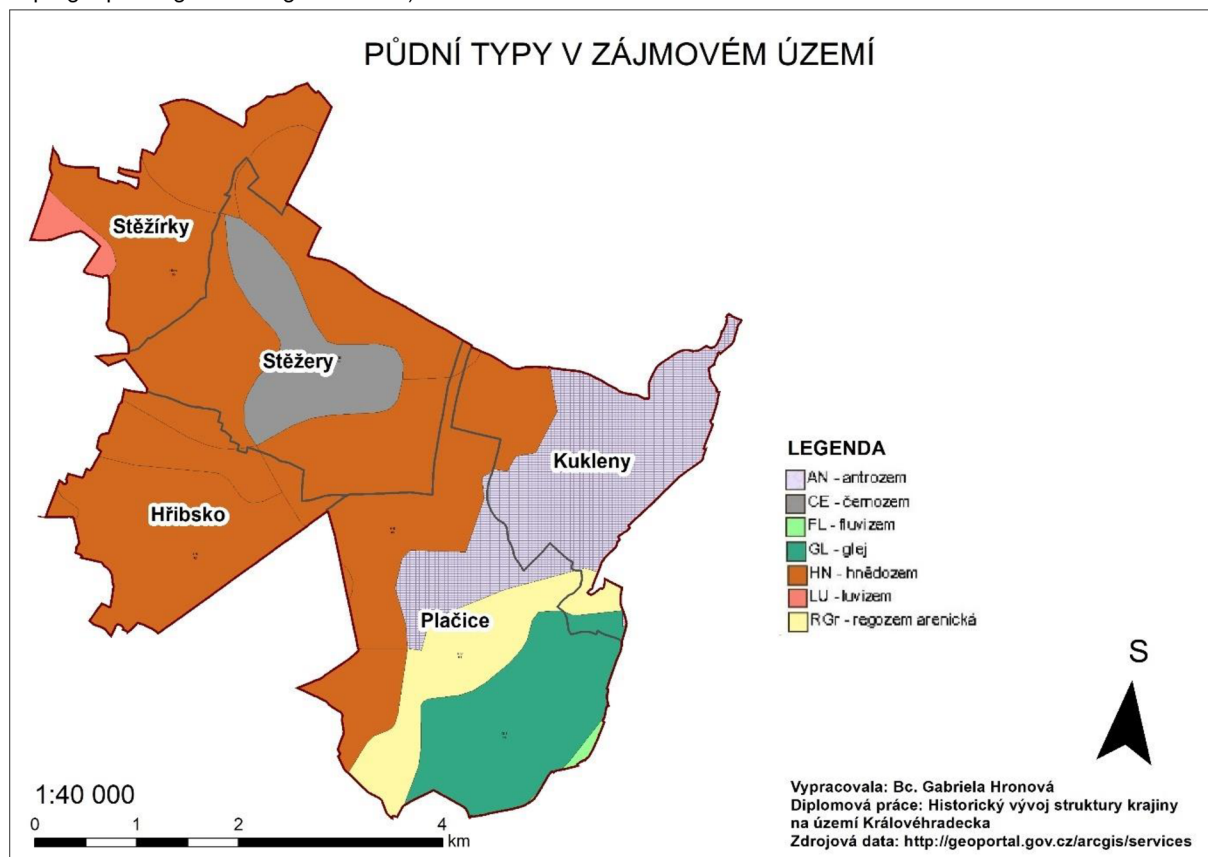 PŮDNÍ TYPY V ZÁJMOVÉM ÚZEMÍ
Stěžírky
Stěžery
Kukleny
Hřibsko
Plačice
LEGENDA
AN - antrozem
CE - černozem
FL - fluvizem
GL - glej
HN - hnědozem
LU - luvizem
RGr - regozem arenická
S
1:40 000
0 1 2 4
km
Vypracovala: Bc. Gabriela Hronová
Diplomová práce: Historický vývoj struktury krajiny
na území Královéhradecka
Zdrojová data: http://geoportal.gov.cz/arcgis/services